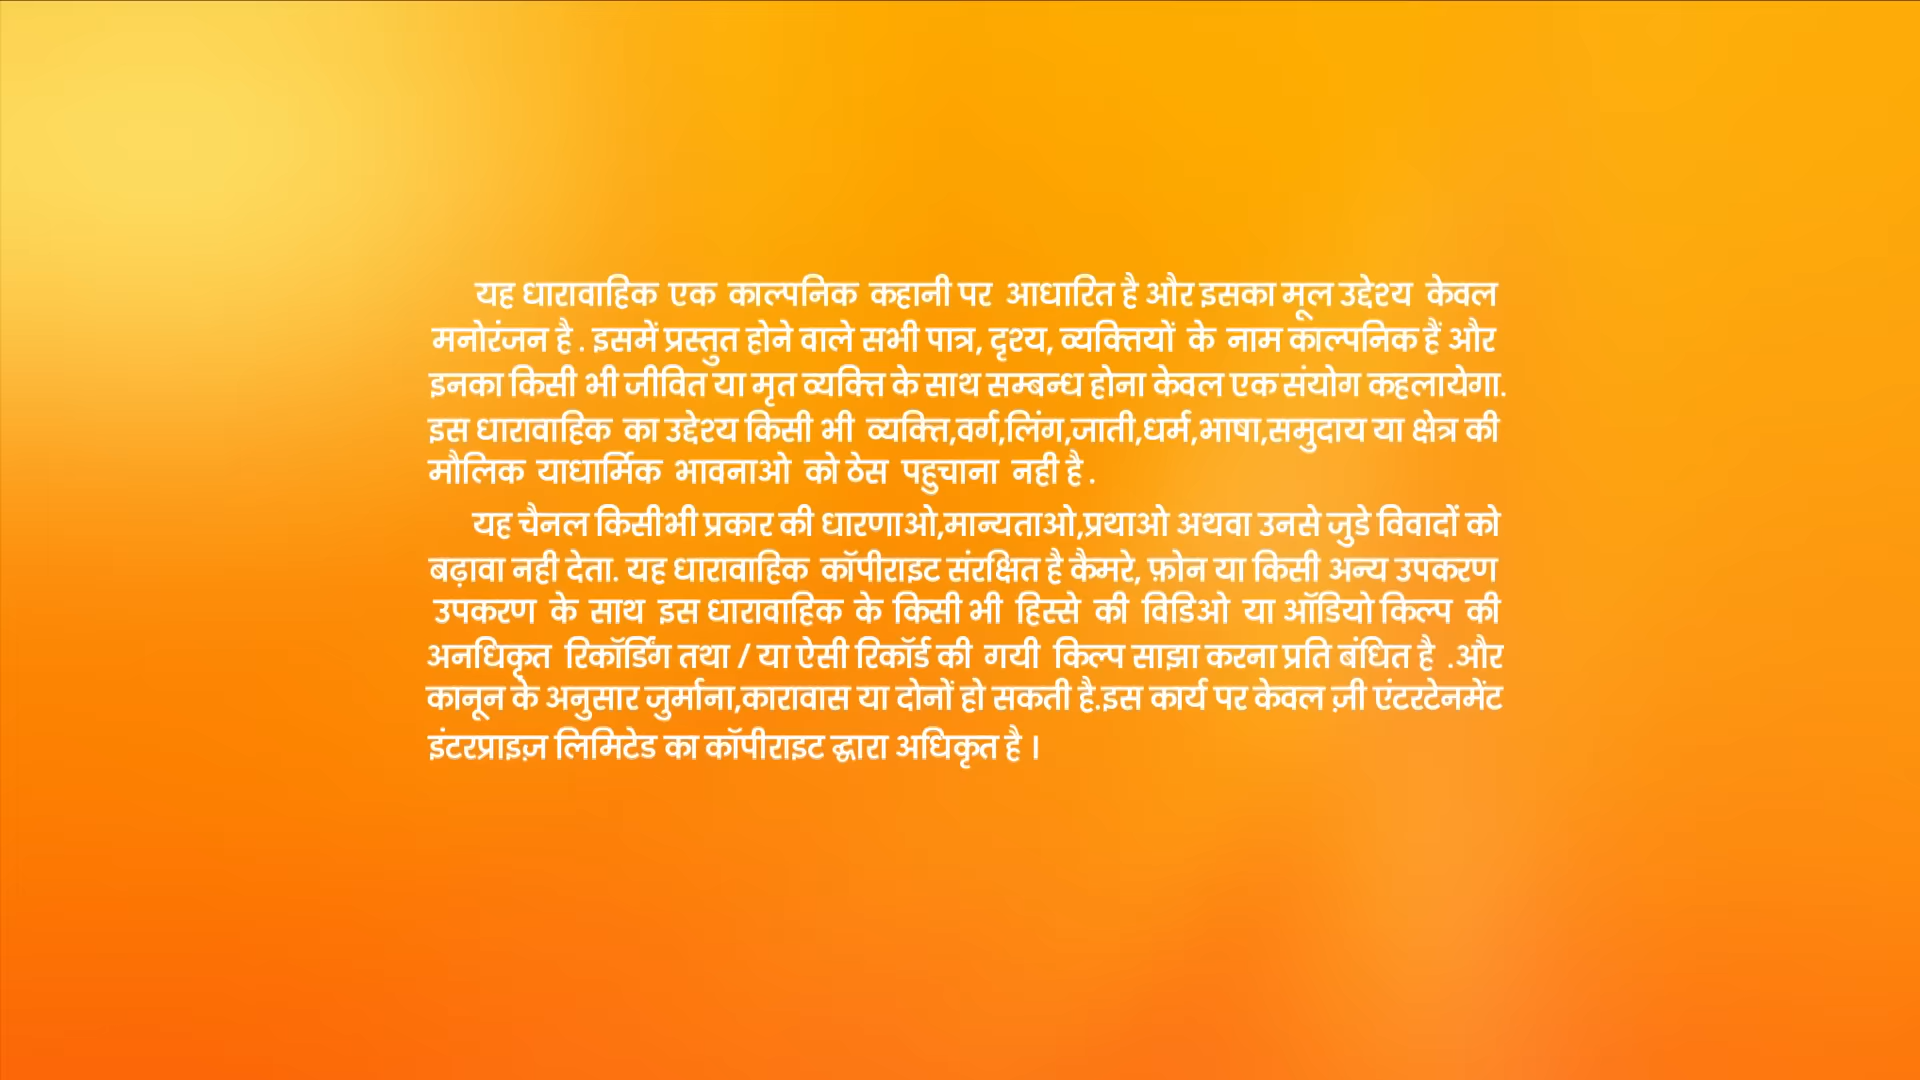 यह धारावाहिक एक काल्पनिक कहानी पर आधारित है और इसका मूल उद्देश्य केवल
मनोरंजन है . इसमें प्रस्तुत होने वाले सभी पात्र, दृश्य, व्यक्तियों के नाम काल्पनिक हैं और
इनका किसी भी जीवित या मृत व्यक्ति के साथ सम्बन्ध होना केवल एक संयोग कहलायेगा.
इस धारावाहिक का उद्देश्य किसी भी व्यक्ति,वर्ग,लिंग,जाती,धर्म,भाषा,समुदाय या क्षेत्र की
मौलिक याधार्मिक भावनाओ को ठेस पहुचाना नही है .
यह चैनल किसीभी प्रकार की धारणाओ,मान्यताओ,प्रथाओ अथवा उनसे जुडे विवादों को
बढ़ावा नही देता. यह धारावाहिक कॉपीराइट संरक्षित है कैमरे, फ़ोन या किसी अन्य उपकरण
उपकरण के साथ इस धारावाहिक के किसी भी हिस्से की विडिओ या ऑडियो किल्प की
अनधिकृत रिकॉर्डिंग तथा / या ऐसी रिकॉर्ड की गयी किल्प साझा करना प्रति बंधित है .और
कानून के अनुसार जुर्माना,कारावास या दोनों हो सकती है.इस कार्य पर केवल ज़ी एंटरटेनमेंट
इंटरप्राइज़ लिमिटेड का कॉपीराइट द्धारा अधिकृत है ।